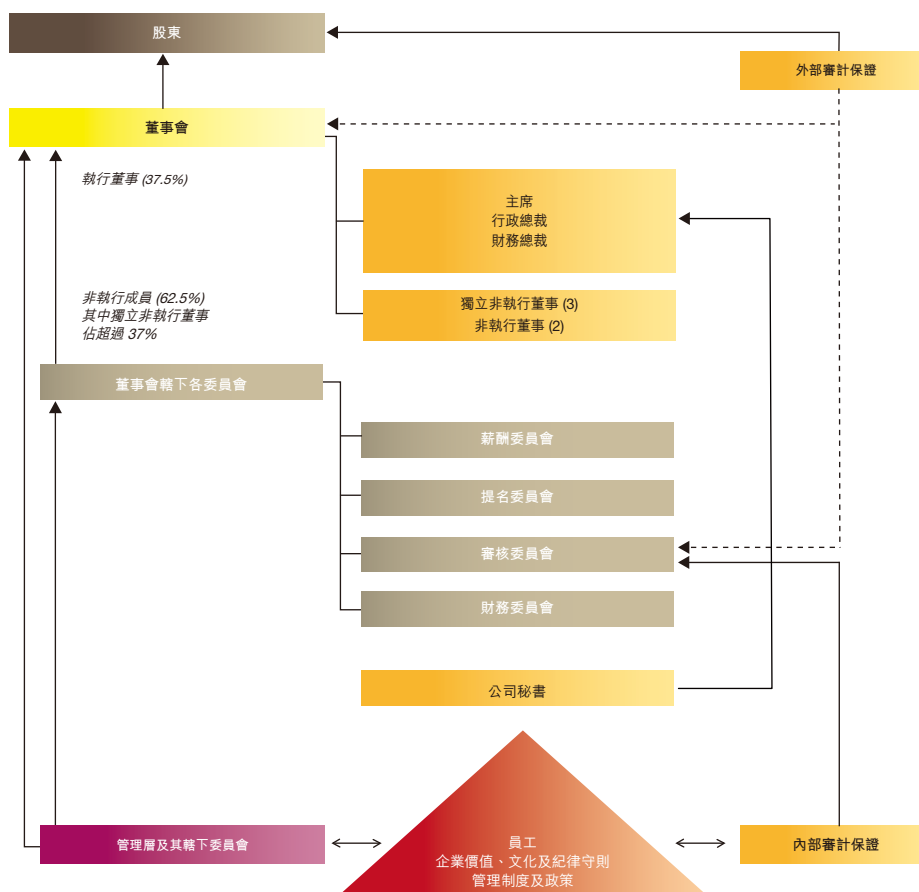 股東
外部審計保證
董事會
執行董事 (37.5%)
主席
行政總裁
財務總裁
非執行成員 (62.5%)
其中獨立非執行董事
佔超過 37%
獨立非執行董事 (3)
非執行董事 (2)
董事會轄下各委員會
薪酬委員會
提名委員會
審核委員會
財務委員會
公司秘書
管理層及其轄下委員會
員工
企業價值、文化及紀律守則
管理制度及政策
內部審計保證